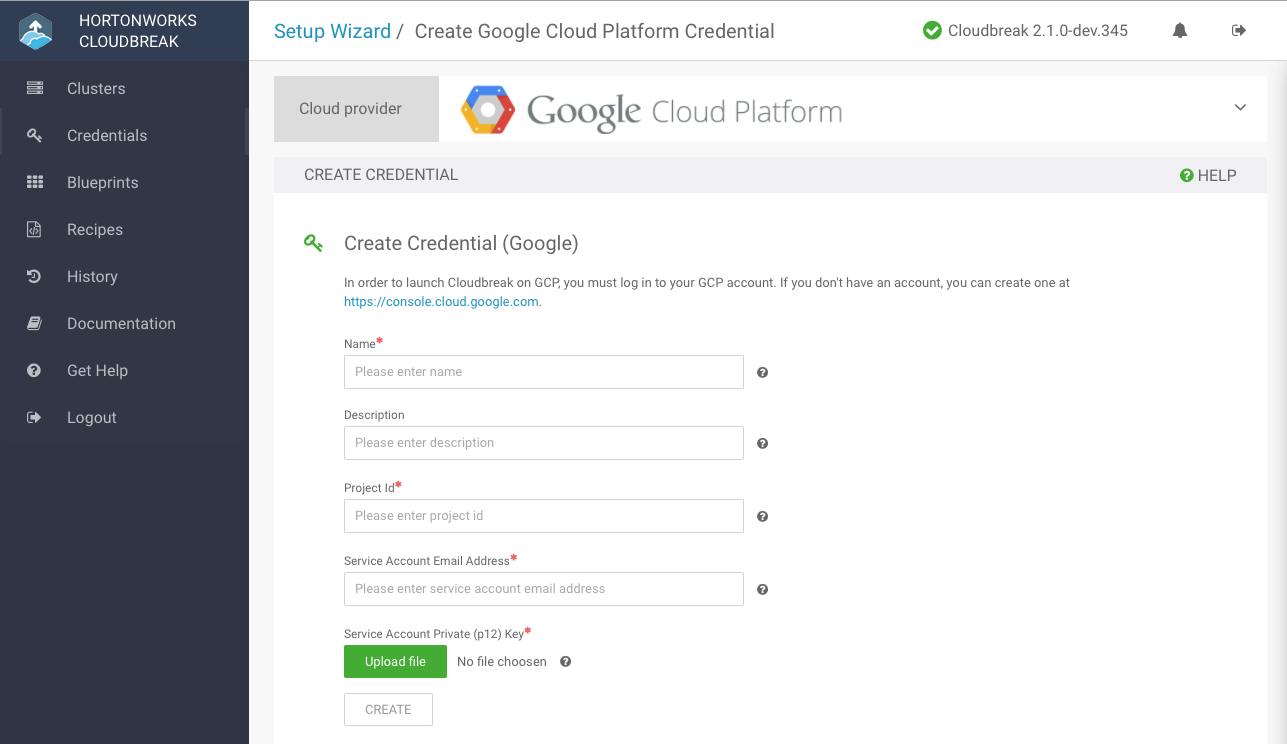 HORTONWORKS
CLOUDBREAK
Setup Wizard / Create Google Cloud Platform Credential
Cloudbreak 2.1.0-dev.345
Clusters
Credentials
Blueprints
Recipes
History
Documentation
Get Help
Logout
Cloud provider
Google Cloud Platform
CREATE CREDENTIAL
HELP
Create Credential (Google)
In order to launch Cloudbreak on GCP, you must log in to your GCP account. If you don't have an account, you can create one at
https://console.cloud.google.com.
Name*
Please enter name
Description
Please enter description
Project Id*
Please enter project id
Service Account Email Address*
Please enter service account email address
Service Account Private (p12) Key*
Upload file No file choosen
CREATE